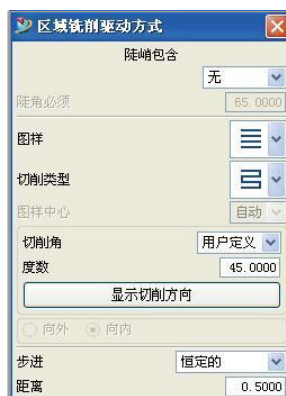 区域铣削驱动方式
陡峭包含
无
陡角必须 65.0000
图样
切削类型
图样中心 自动
切削角 用户定义
度数 45.0000
显示切削方向
向外 向内
步进 恒定的
距离 0.5000